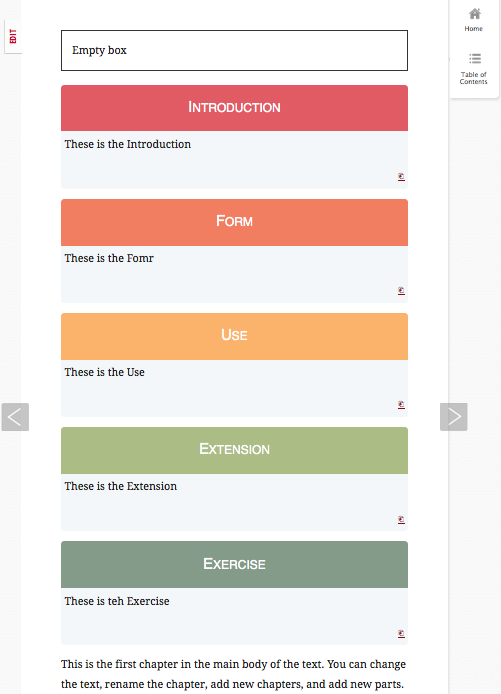 EDIT
Home
Table of
Contents
Empty box
INTRODUCTION
These is the Introduction
FORM
These is the Fomr
USE
These is the Use
EXTENSION
These is the Extension
EXERCISE
These is teh Exercise
This is the first chapter in the main body of the text. You can change
the text, rename the chapter, add new chapters, and add new parts.